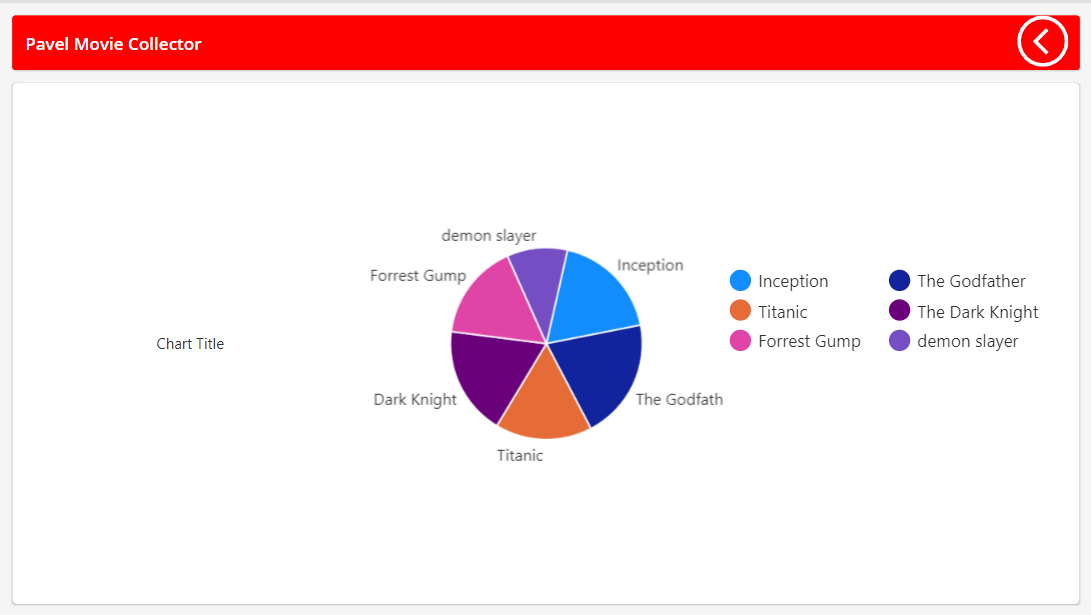 Pavel Movie Collector
demon slayer
Forrest Gump
Inception
Dark Knight
The Godfath
Titanic
Chart Title
Inception
The Godfather
Titanic
The Dark Knight
Forrest Gump
demon slayer